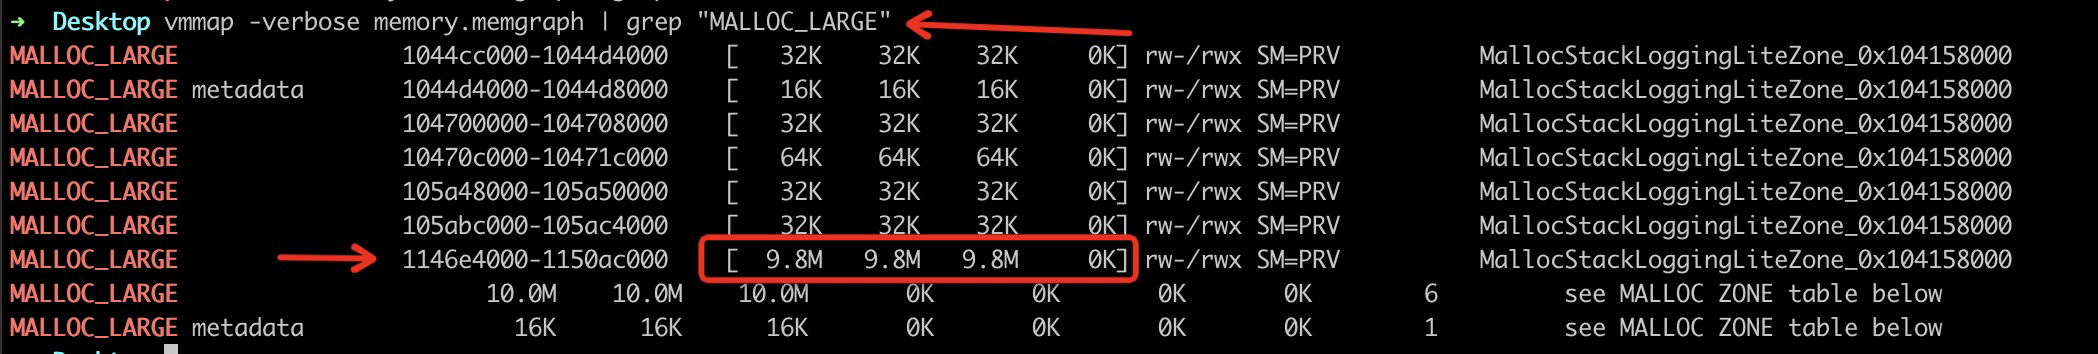 ➜ Desktop vmmap -verbose memory.memgraph | grep "MALLOC_LARGE"
MALLOC_LARGE 1044cc000-1044d4000 [ 32K 32K 32K 0K] rw-/rwx SM=PRV MallocStackLoggingLiteZone_0x104158000
MALLOC_LARGE metadata 1044d4000-1044d8000 [ 16K 16K 16K 0K] rw-/rwx SM=PRV MallocStackLoggingLiteZone_0x104158000
MALLOC_LARGE 104700000-104708000 [ 32K 32K 32K 0K] rw-/rwx SM=PRV MallocStackLoggingLiteZone_0x104158000
MALLOC_LARGE 10470c000-10471c000 [ 64K 64K 64K 0K] rw-/rwx SM=PRV MallocStackLoggingLiteZone_0x104158000
MALLOC_LARGE 105a48000-105a50000 [ 32K 32K 32K 0K] rw-/rwx SM=PRV MallocStackLoggingLiteZone_0x104158000
MALLOC_LARGE 105abc000-105ac4000 [ 32K 32K 32K 0K] rw-/rwx SM=PRV MallocStackLoggingLiteZone_0x104158000
MALLOC_LARGE 1146e4000-1150ac000 [ 9.8M 9.8M 9.8M 0K] rw-/rwx SM=PRV MallocStackLoggingLiteZone_0x104158000
MALLOC_LARGE 10.0M 10.0M 10.0M 0K 0K 0K 0K 6 see MALLOC ZONE table below
MALLOC_LARGE metadata 16K 16K 16K 0K 0K 0K 0K 1 see MALLOC ZONE table below